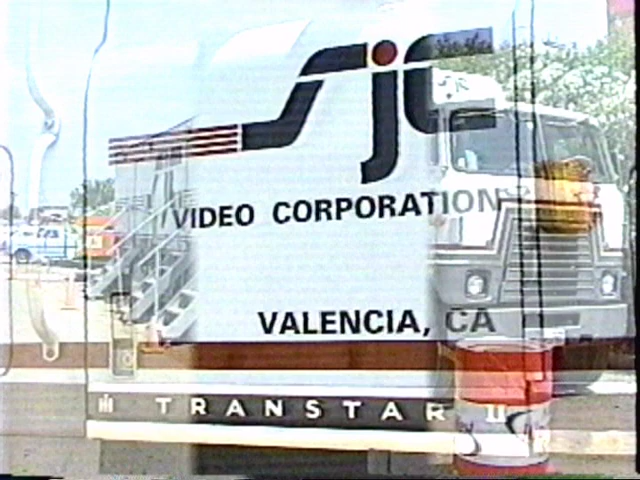 sjc
VIDEO CORPORATION
VALENCIA, CA
TRANSTAR II